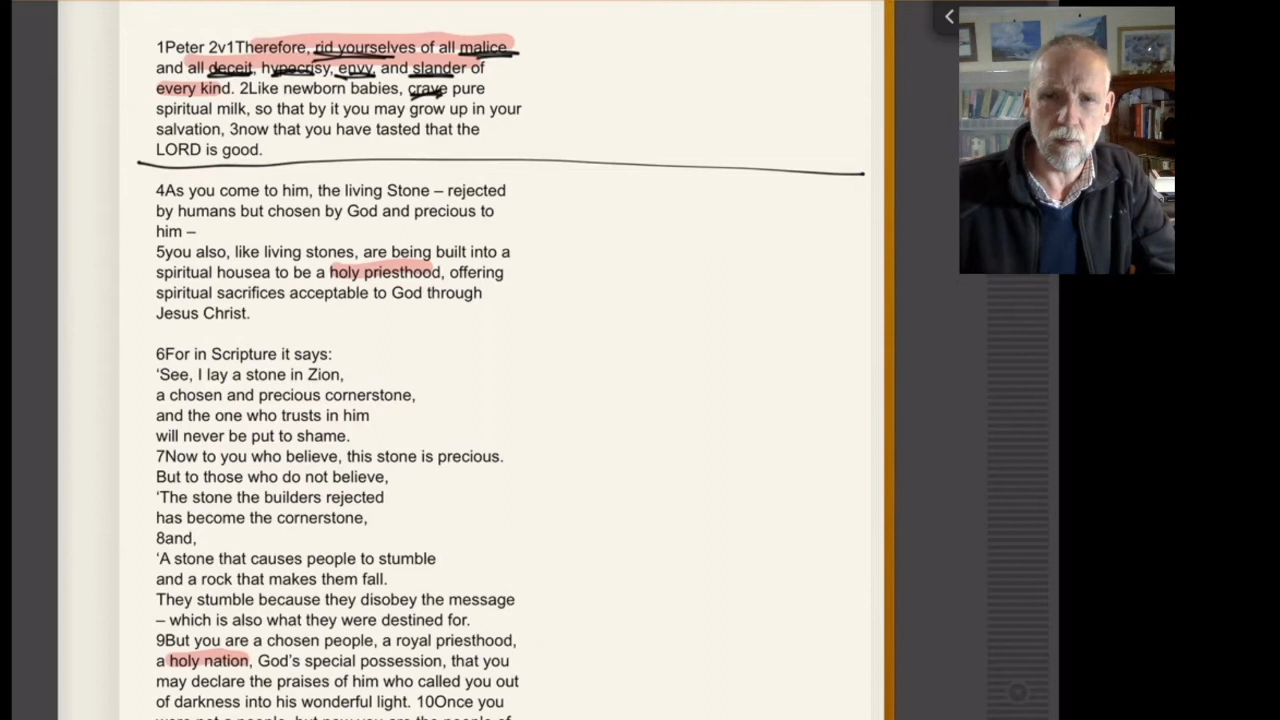 1Peter 2v1Therefore, rid yourselves of all malice
and all deceit, hypocrisy, envy, and slander of
every kind. 2Like newborn babies, crave pure
spiritual milk, so that by it you may grow up in your
salvation, 3now that you have tasted that the
LORD is good.
4As you come to him, the living Stone – rejected
by humans but chosen by God and precious to
him –
5you also, like living stones, are being built into a
spiritual housea to be a holy priesthood, offering
spiritual sacrifices acceptable to God through
Jesus Christ.
6For in Scripture it says:
‘See, I lay a stone in Zion,
a chosen and precious cornerstone,
and the one who trusts in him
will never be put to shame.
7Now to you who believe, this stone is precious.
But to those who do not believe,
‘The stone the builders rejected
has become the cornerstone,
8and,
‘A stone that causes people to stumble
and a rock that makes them fall.
They stumble because they disobey the message
– which is also what they were destined for.
9But you are a chosen people, a royal priesthood,
a holy nation, God’s special possession, that you
may declare the praises of him who called you out
of darkness into his wonderful light. 10Once you
were not a people, but now you are the people of